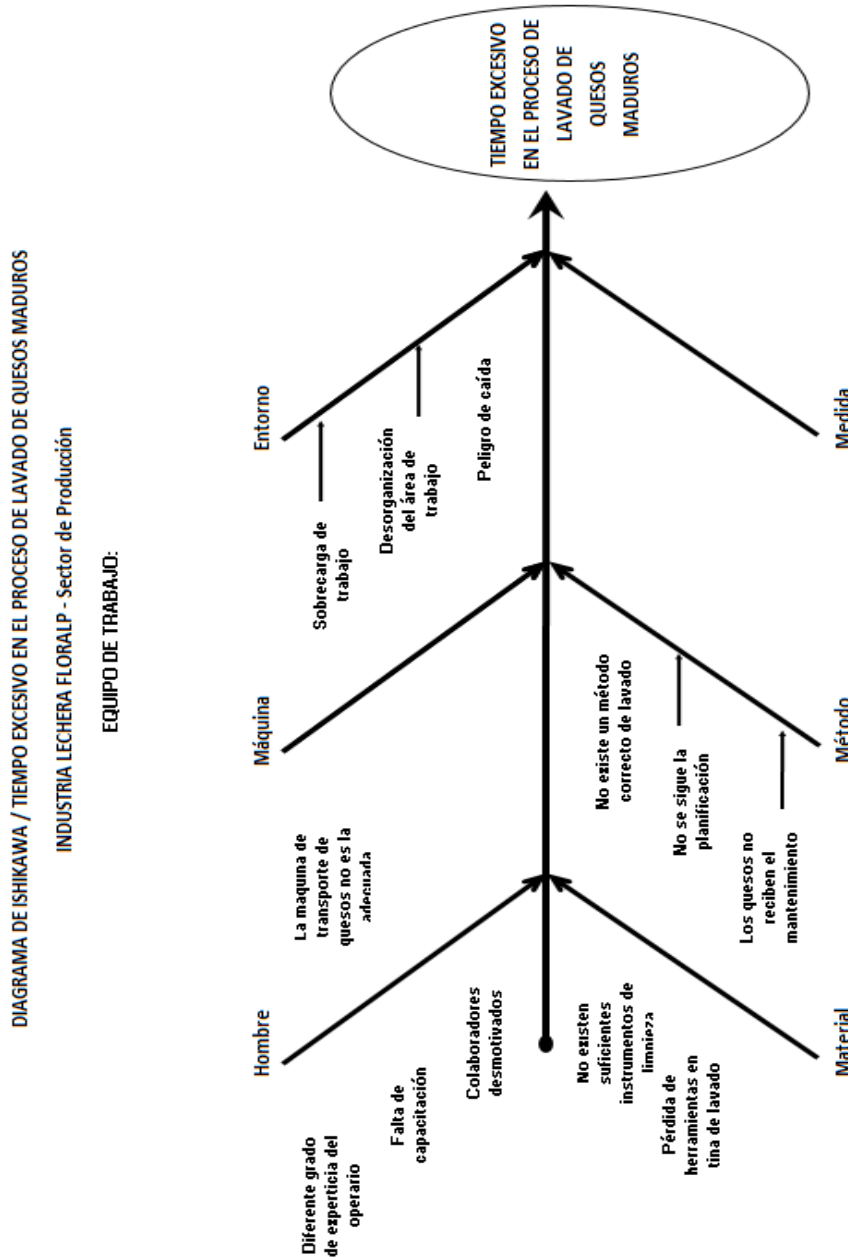 DIAGRAMA DE ISHIKAWA / TIEMPO EXCESIVO EN EL PROCESO DE LAVADO DE QUESOS MADUROS
INDUSTRIA LECHERA FLORALP - Sector de Producción
EQUIPO DE TRABAJO:
Hombre
Máquina
Entorno
Diferente grado
de experticia del
operario
Falta de
capacitación
Colaboradores
desmotivados
La maquina de
transporte de
quesos no es la
adecuada
Sobrecarga de
trabajo
Desorganización
del área de
trabajo
Peligro de caída
TIEMPO EXCESIVO
EN EL PROCESO DE
LAVADO DE
QUESOS
MADUROS
No existen
suficientes
instrumentos de
limpieza
Pérdida de
herramientas en
tina de lavado
No existe un método
correcto de lavado
No se sigue la
planificación
Los quesos no
reciben el
mantenimiento
Material
Método
Medida